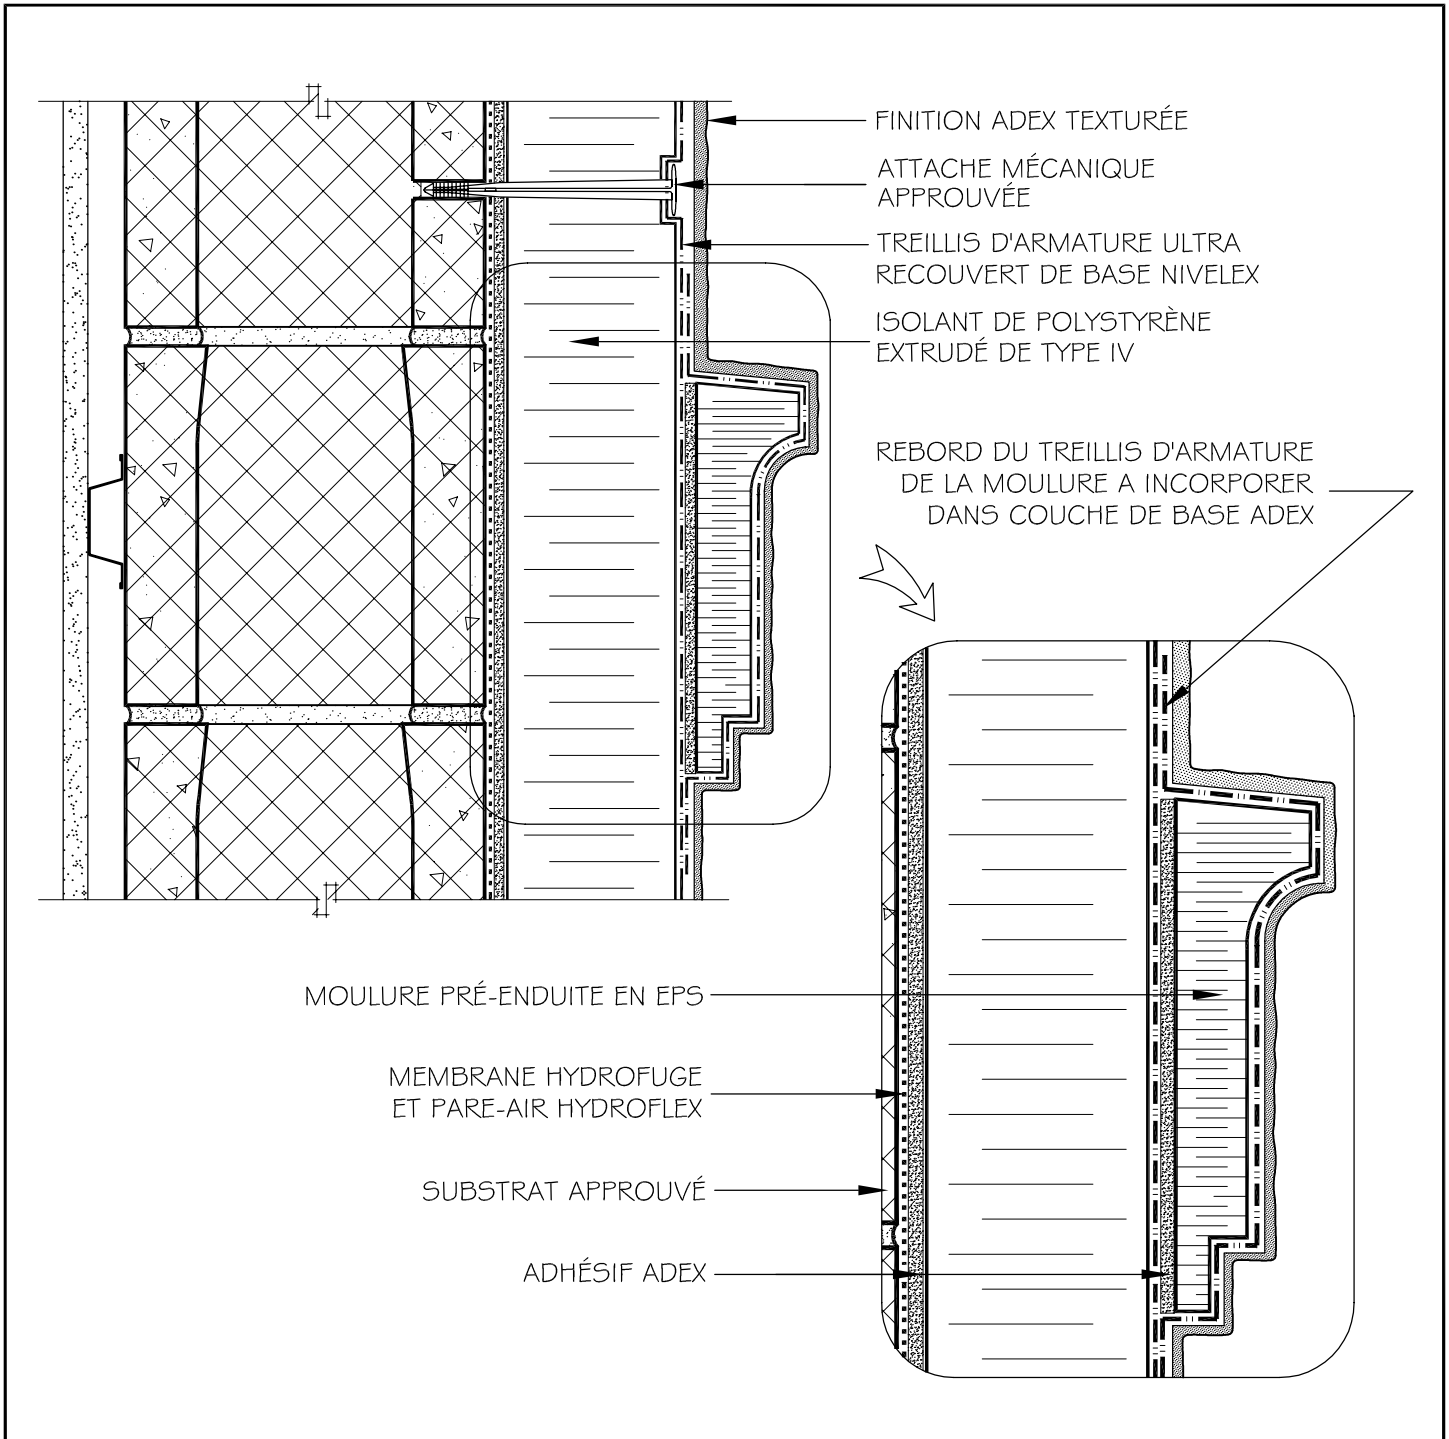 FINITION ADEX TEXTURÉE
ATTACHE MÉCANIQUE
APPROUVÉE
TREILLIS D'ARMATURE ULTRA
RECOUVERT DE BASE NIVELEX
ISOLANT DE POLYSTYRÈNE
EXTRUDÉ DE TYPE IV
REBORD DU TREILLIS D'ARMATURE
DE LA MOULURE A INCORPORER
DANS COUCHE DE BASE ADEX
MOULURE PRÉ-ENDUITE EN EPS
MEMBRANE HYDROFUGE
ET PARE-AIR HYDROFLEX
SUBSTRAT APPROUVÉ
ADHÉSIF ADEX